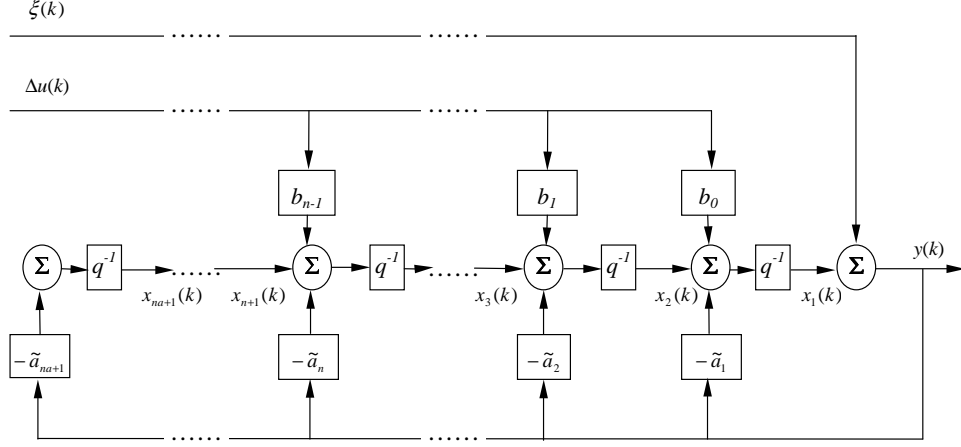 ξ(k)
Δu(k)
b_{n-1} b_1 b_0
y(k)
Σ q^{-1} Σ q^{-1} Σ q^{-1} Σ q^{-1} Σ
x_{na+1}(k) x_{n+1}(k) x_3(k) x_2(k) x_1(k)
-ã_{na+1} -ã_n -ã_2 -ã_1